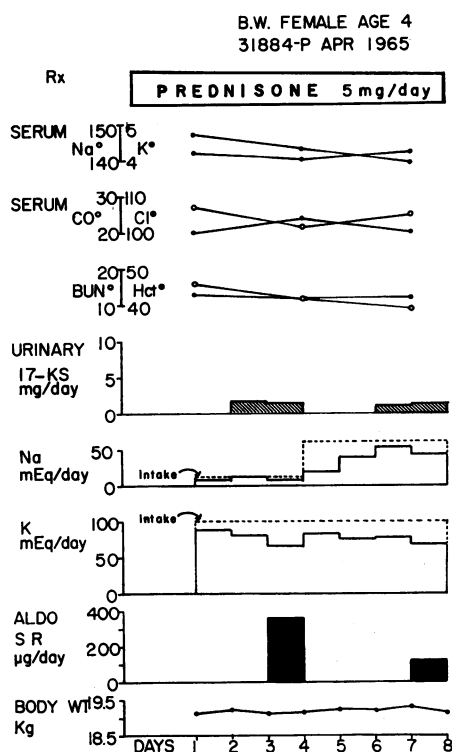 B.W. FEMALE AGE 4
31884-P APR 1965
Rx
PREDNISONE 5mg/day
SERUM
150 5
Na° K°
140 4
SERUM
30 110
CO° Cl°
20 100
20 50
BUN° Hct°
10 40
URINARY
17-KS
mg/day
10
5
0
Na
mEq/day
50
0
Intake
K
mEq/day
100
50
0
Intake
ALDO
S R
µg/day
400
200
0
BODY WT
Kg
19.5
18.5
DAYS 1 2 3 4 5 6 7 8